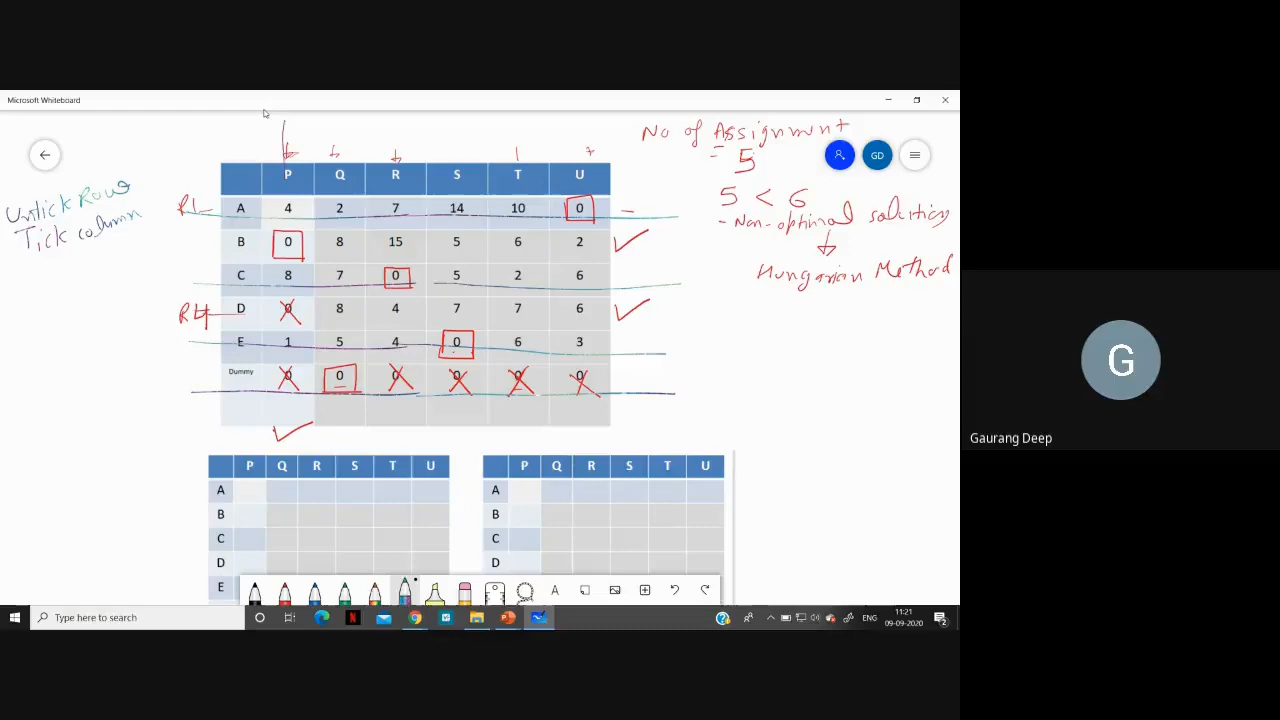 Microsoft Whiteboard
No of Assignment
= 5
GD
5 < 6
- Non-optimal solution
Hungarian Method
Untick Row
Tick column
P Q R S T U
R1 A 4 2 7 14 10 0
B 0 8 15 5 6 2
C 8 7 0 5 2 6
R4 D 0 8 4 7 7 6
E 1 5 4 0 6 3
Dummy 0 0 0 0 0 0
P Q R S T U
A
B
C
D
E
P Q R S T U
A
B
C
D
A
G
Gaurang Deep
Type here to search
N
ENG
11:21
09-09-2020
2